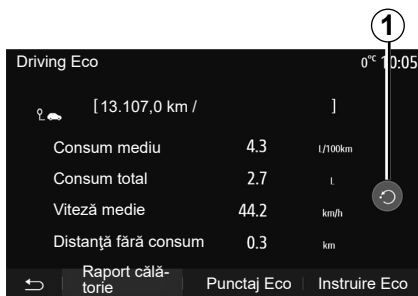 1
Driving Eco 0°C 10:05
[13.107,0 km / ]
Consum mediu 4.3 L/100km
Consum total 2.7 L
Viteză medie 44.2 km/h
Distanţă fără consum 0.3 km
Raport călă-
torie
Punctaj Eco
Instruire Eco